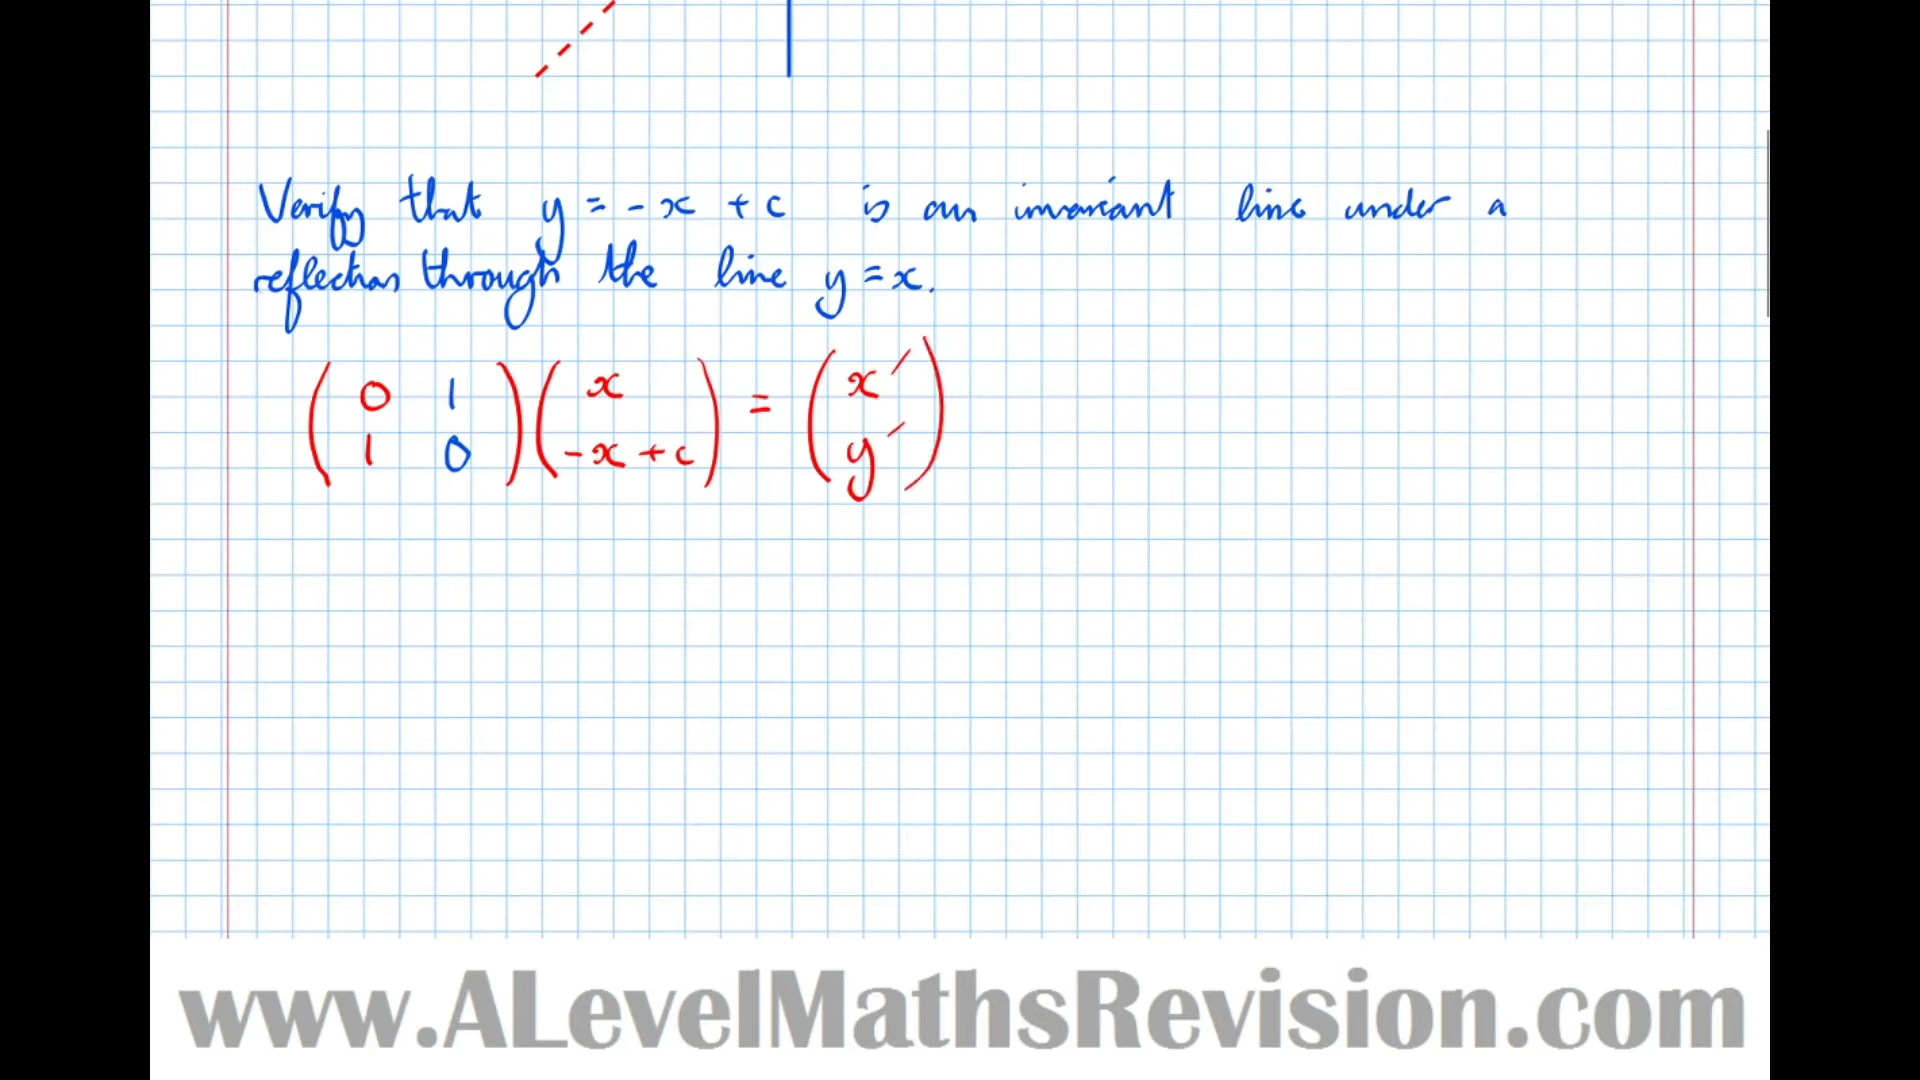 Verify that y = -x + c is an invariant line under a
reflection through the line y = x.
( 0 1 ) ( x ) = ( x′ )
( 1 0 ) ( -x + c ) ( y′ )
www.ALevelMathsRevision.com